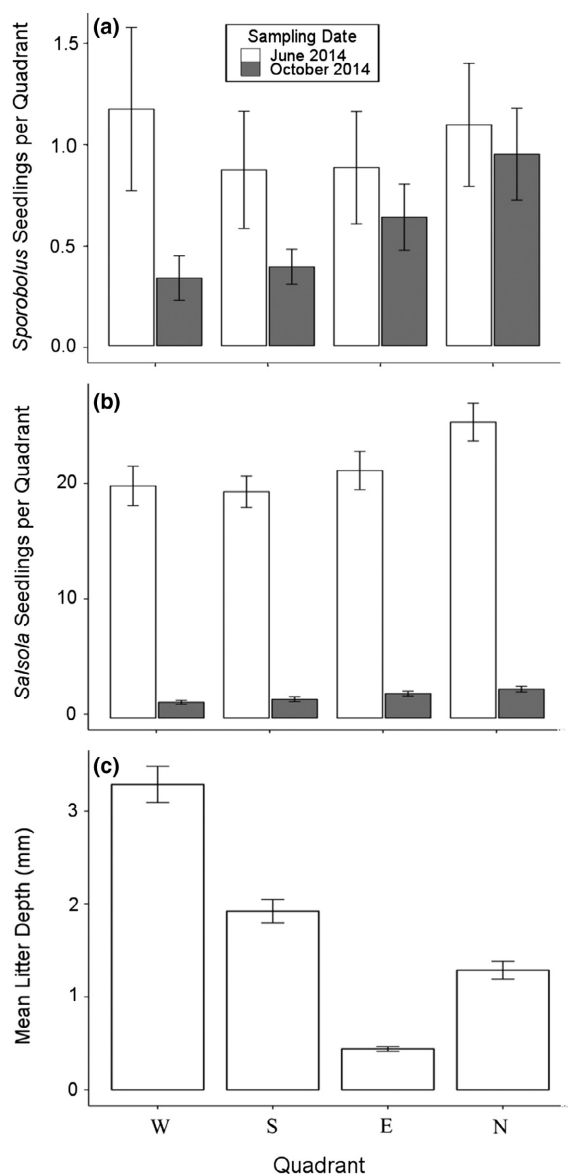 (a)
Sampling Date
June 2014
October 2014
Sporobolus Seedlings per Quadrant
1.5
1.0
0.5
0.0
(b)
Salsola Seedlings per Quadrant
20
10
0
(c)
Mean Litter Depth (mm)
3
2
1
0
W S E N
Quadrant